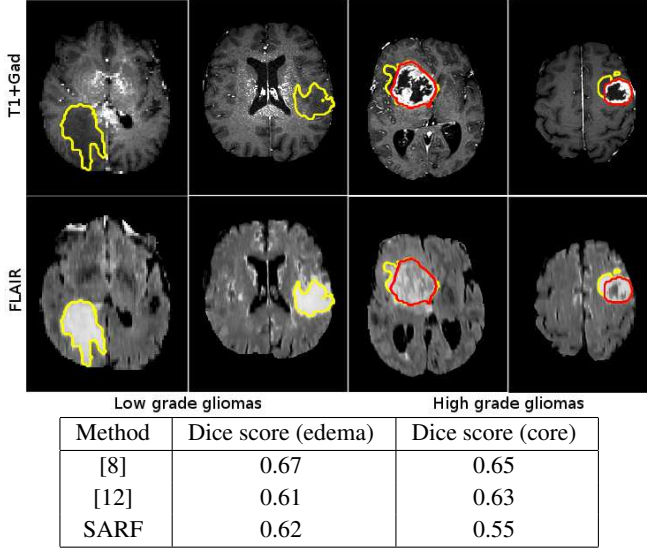 T1+Gad
FLAIR
Low grade gliomas High grade gliomas
Method Dice score (edema) Dice score (core)
[8] 0.67 0.65
[12] 0.61 0.63
SARF 0.62 0.55